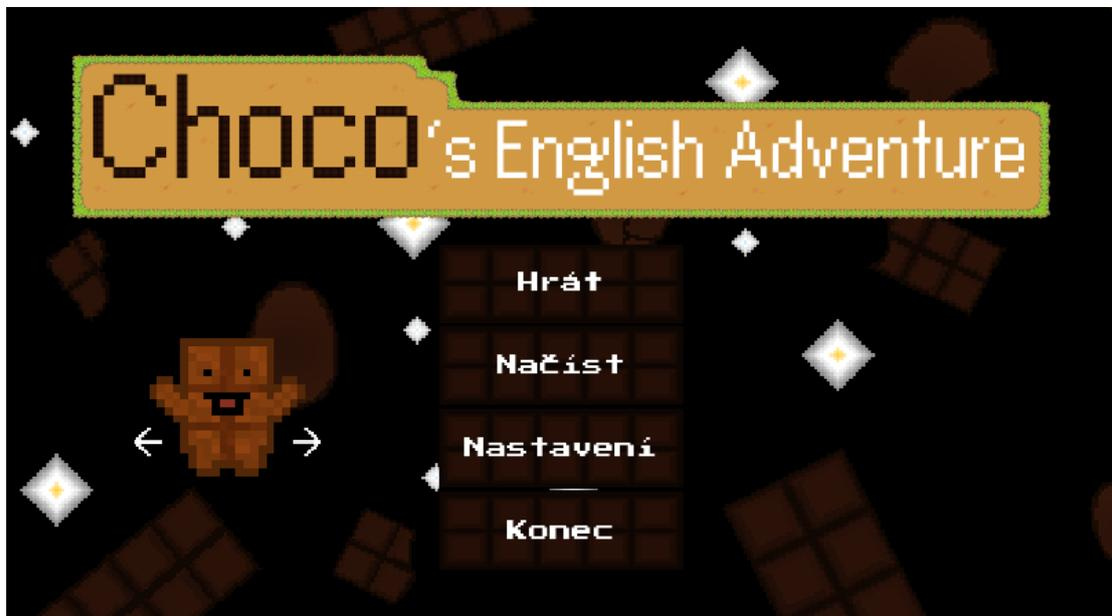 Choco's English Adventure
Hrát
Načíst
Nastavení
Konec